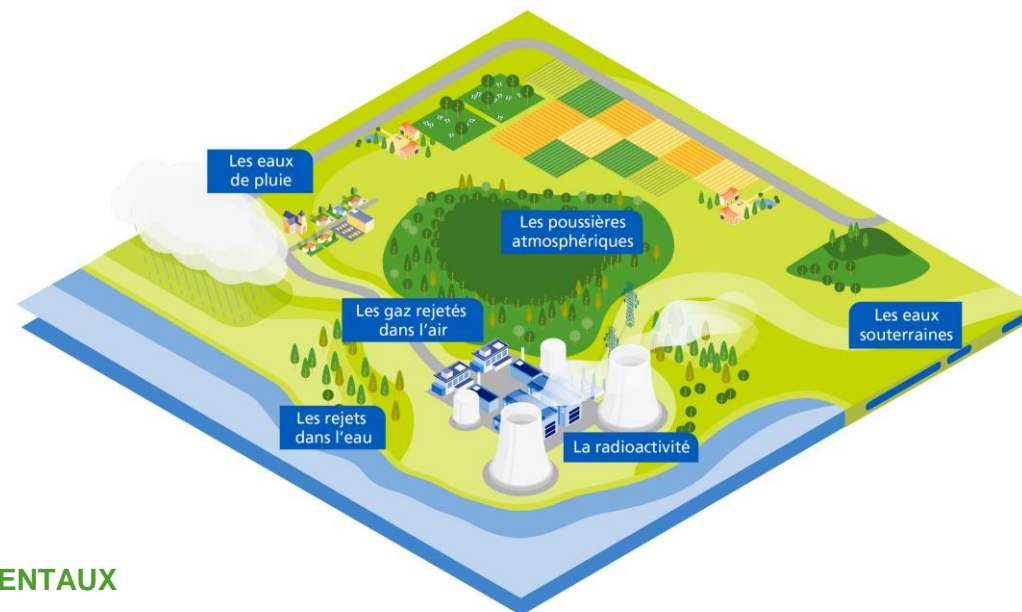 Les eaux
de pluie
Les poussières
atmosphériques
Les gaz rejetés
dans l'air
Les eaux
souterraines
Les rejets
dans l'eau
La radioactivité
ENTAUX